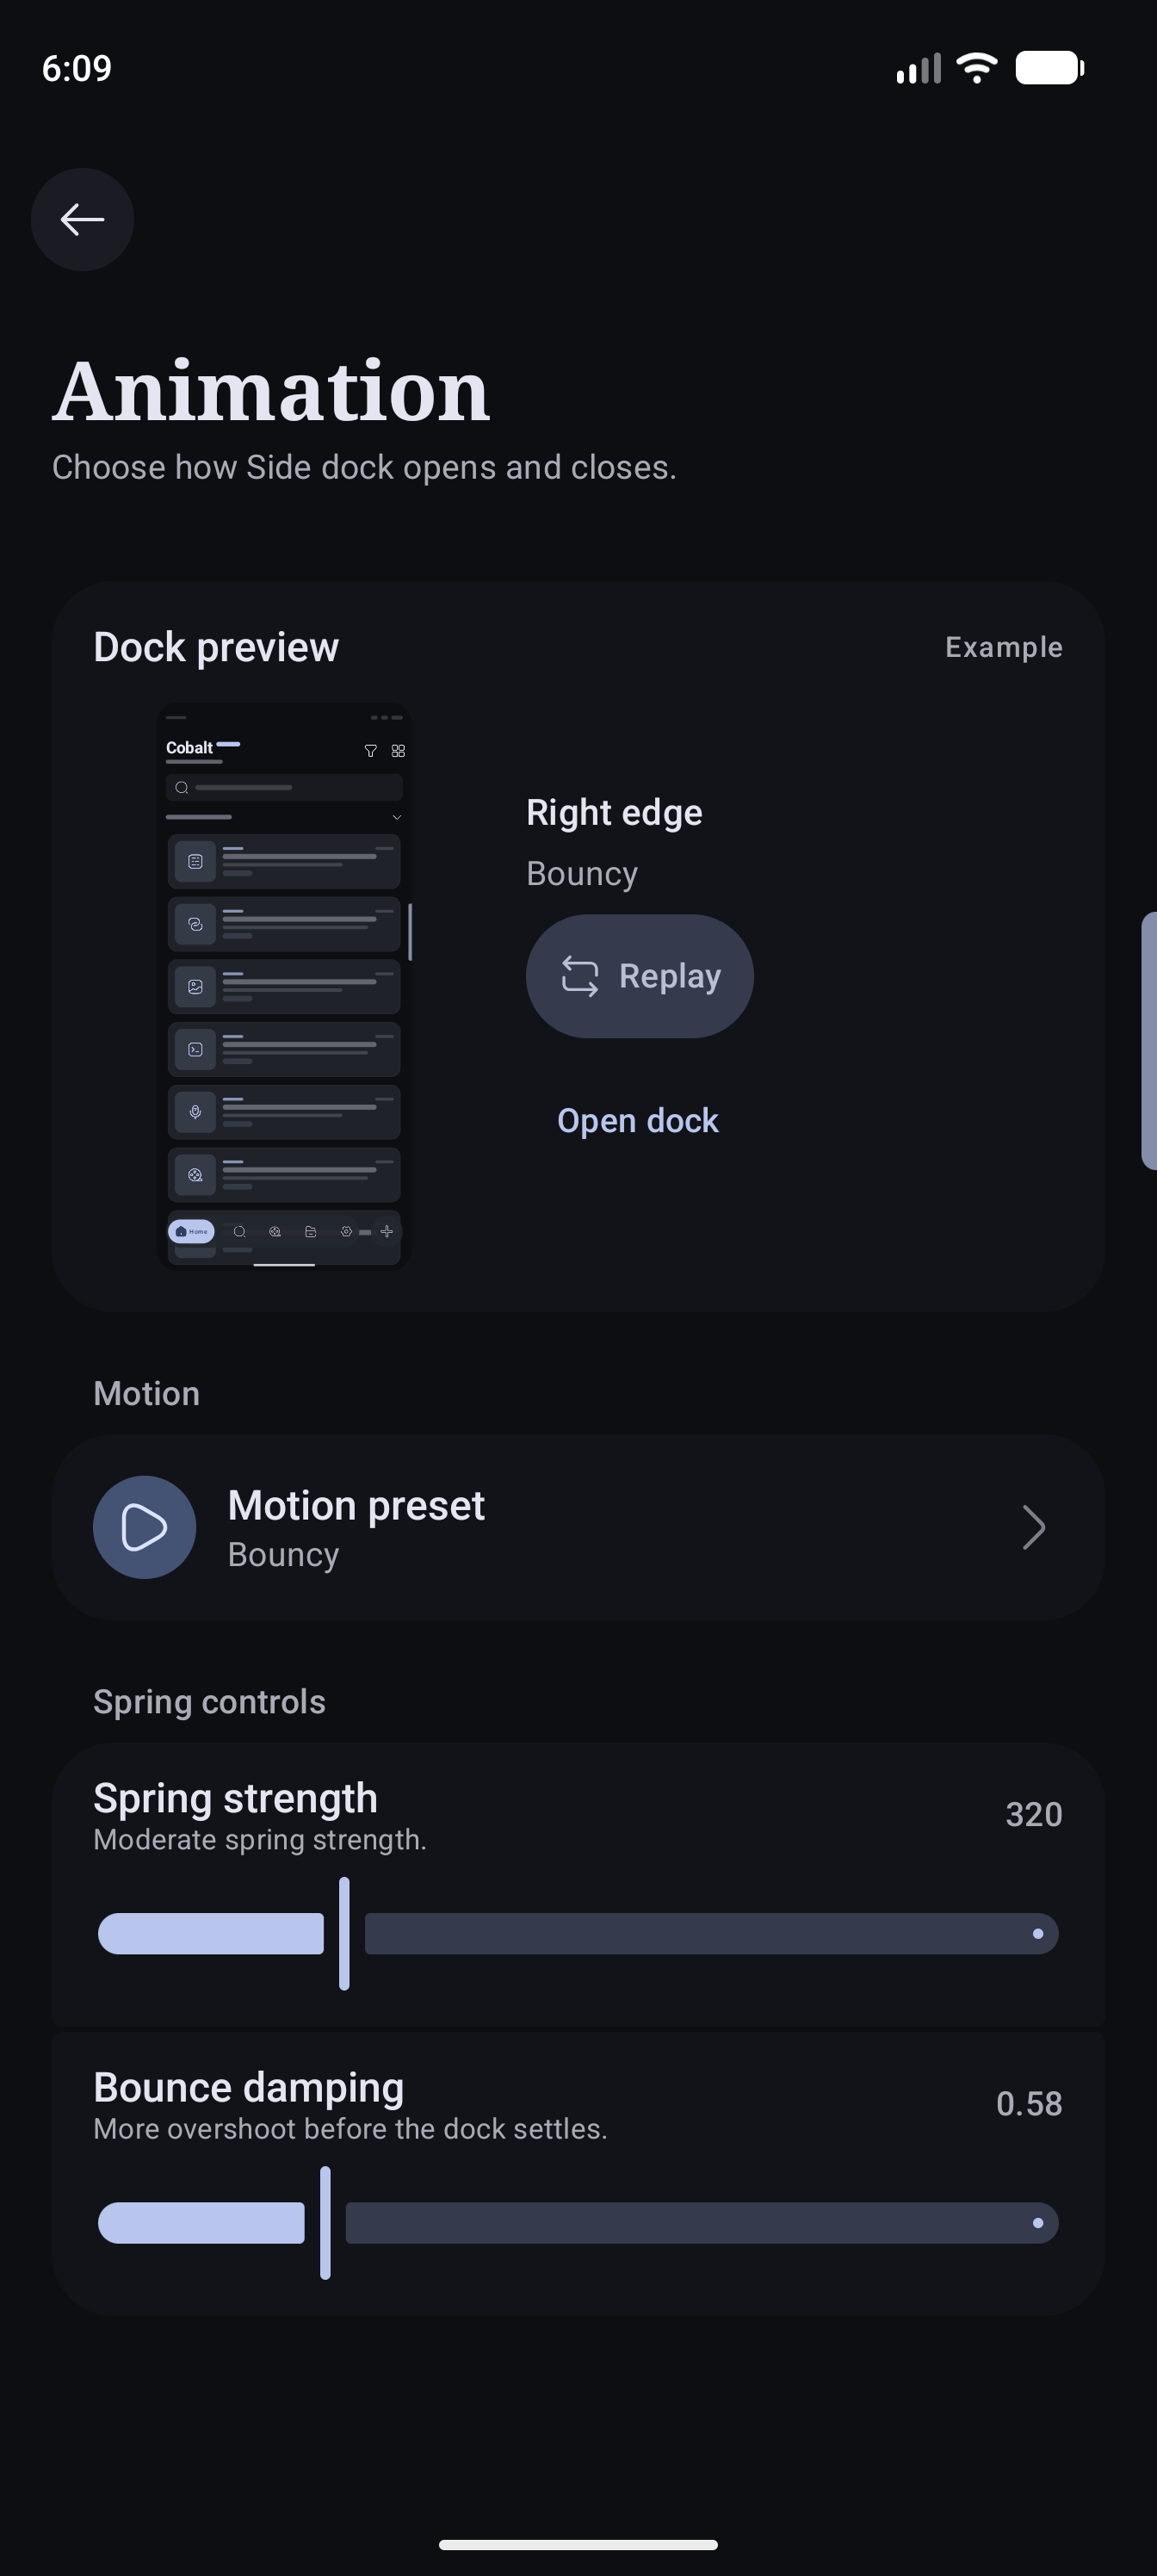 6:09
Animation
Choose how Side dock opens and closes.
Dock preview
Example
Cobalt
Home
Right edge
Bouncy
Replay
Open dock
Motion
Motion preset
Bouncy
Spring controls
Spring strength
320
Moderate spring strength.
Bounce damping
0.58
More overshoot before the dock settles.